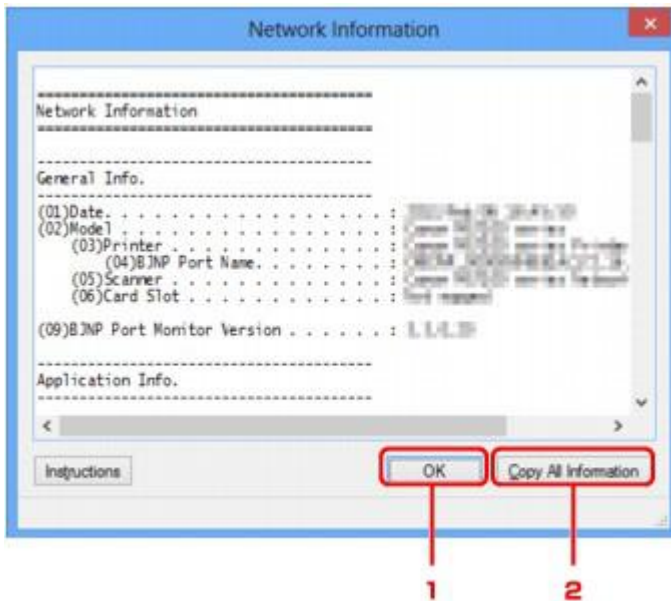 Network Information
==========================================
Network Information
==========================================
------------------------------------------
General Info.
------------------------------------------
(01)Date. . . . . . . . . . . . . . . . . . :
(02)Model . . . . . . . . . . . . . . . . . :
(03)Printer . . . . . . . . . . . . . . :
(04)BJNP Port Name. . . . . . . . . :
(05)Scanner . . . . . . . . . . . . . . :
(06)Card Slot . . . . . . . . . . . . . :
(09)BJNP Port Monitor Version . . . . . . :
------------------------------------------
Application Info.
------------------------------------------
Instructions OK Copy All Information
1 2